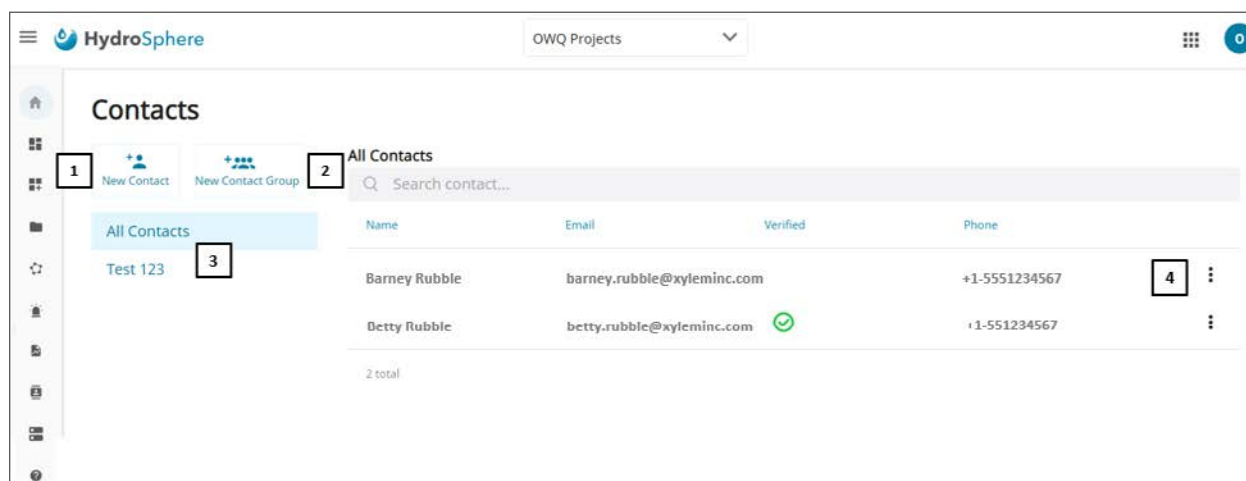 HydroSphere
OWQ Projects
O
Contacts
1
New Contact
New Contact Group
2
All Contacts
Search contact...
All Contacts
Test 123
3
Name Email Verified Phone
Barney Rubble barney.rubble@xyleminc.com +1-5551234567
4
Betty Rubble betty.rubble@xyleminc.com +1-551234567
2 total